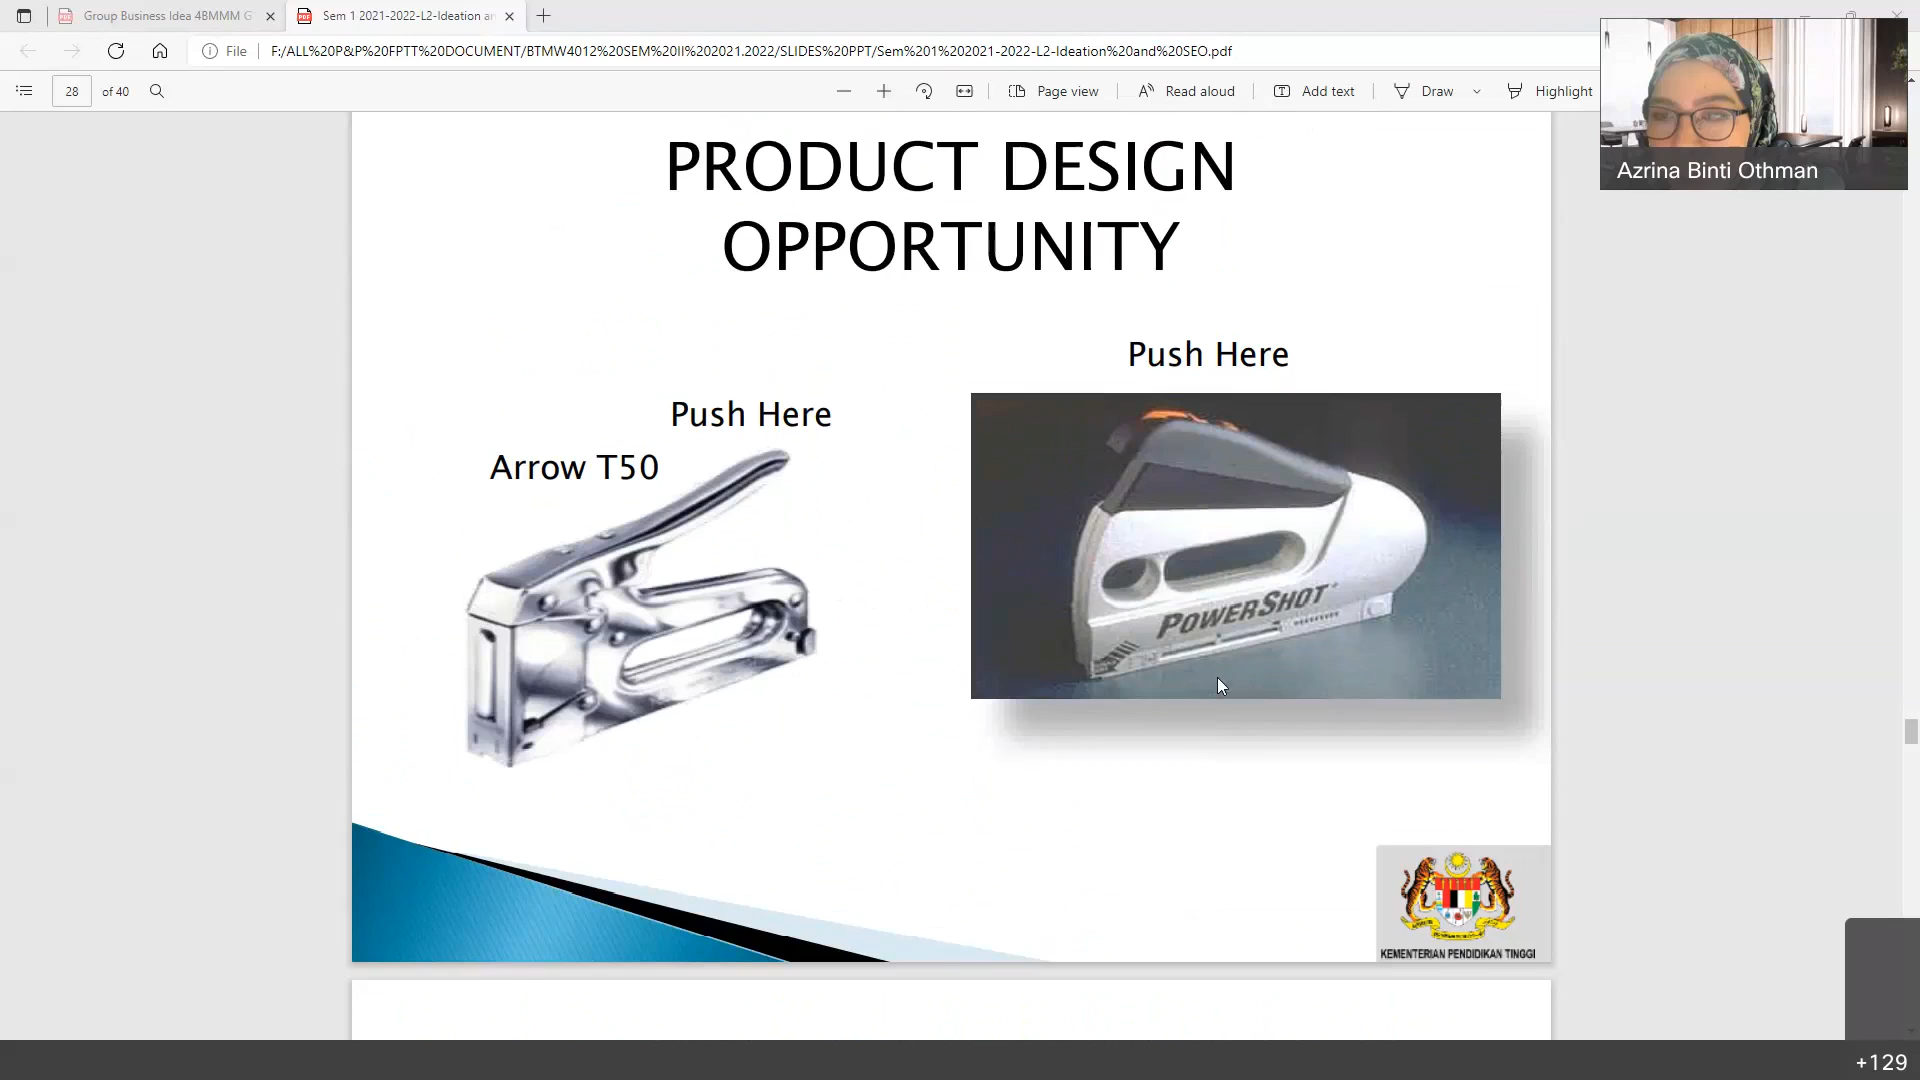 Group Business Idea 4BMMM G
Sem 1 2021-2022-L2-Ideation an
File
F:/ALL%20P&P%20FPTT%20DOCUMENT/BTMW4012%20SEM%20II%202021.2022/SLIDES%20PPT/Sem%201%202021-2022-L2-Ideation%20and%20SEO.pdf
28 of 40
Page view
Read aloud
Add text
Draw
Highlight
Azrina Binti Othman
PRODUCT DESIGN
OPPORTUNITY
Push Here
Push Here
Arrow T50
POWERSHOT
KEMENTERIAN PENDIDIKAN TINGGI
+129